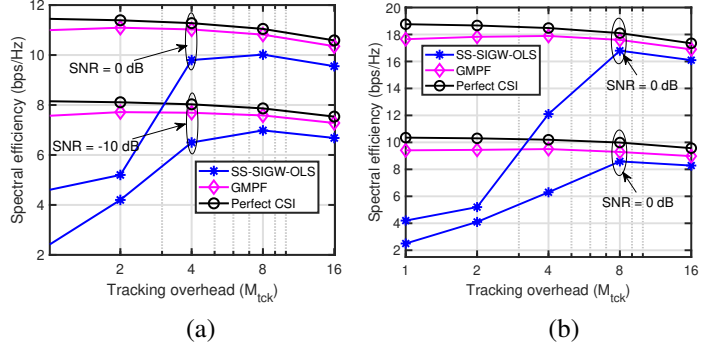 12
10
8
6
4
2
Spectral efficiency (bps/Hz)
SNR = 0 dB
SNR = -10 dB
SS-SIGW-OLS
GMPF
Perfect CSI
2 4 8 16
Tracking overhead (M_tck)
(a)
20
18
16
14
12
10
8
6
4
2
0
Spectral efficiency (bps/Hz)
SS-SIGW-OLS
GMPF
Perfect CSI
SNR = 0 dB
SNR = 0 dB
1 2 4 8 16
Tracking overhead (M_tck)
(b)